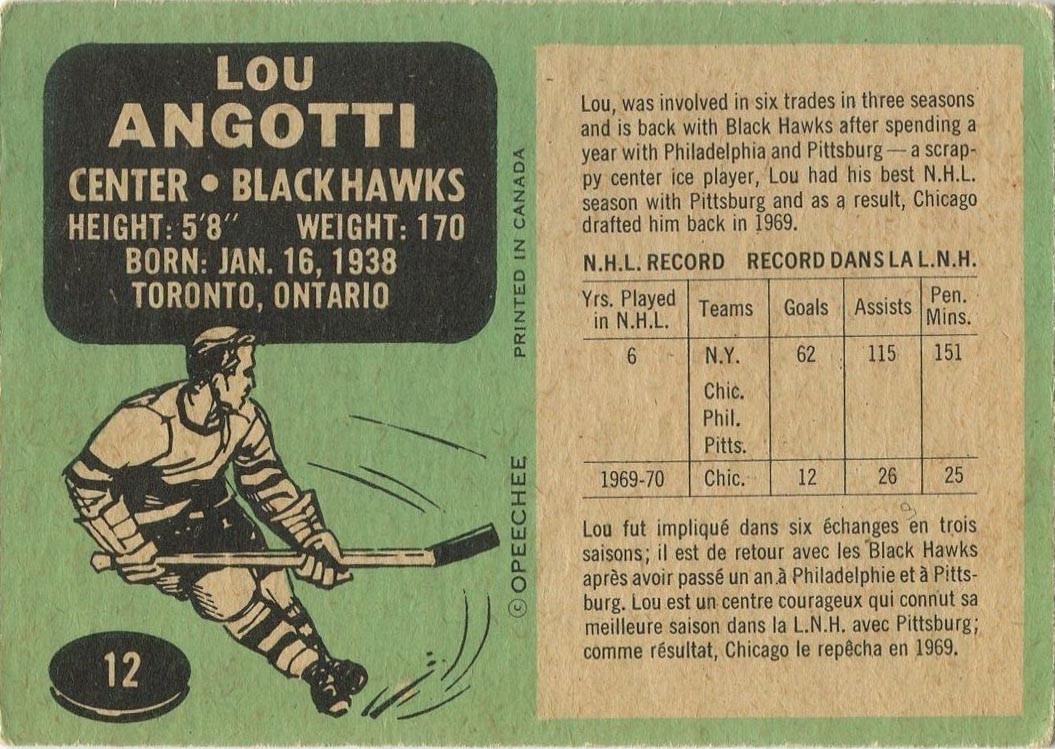 LOU
ANGOTTI
CENTER • BLACK HAWKS
HEIGHT: 5'8" WEIGHT: 170
BORN: JAN. 16, 1938
TORONTO, ONTARIO
12
PRINTED IN CANADA
© OPEECHEE
Lou, was involved in six trades in three seasons
and is back with Black Hawks after spending a
year with Philadelphia and Pittsburg — a scrap-
py center ice player, Lou had his best N.H.L.
season with Pittsburg and as a result, Chicago
drafted him back in 1969.
N.H.L. RECORD RECORD DANS LA L.N.H.
Yrs. Played in N.H.L. Teams Goals Assists Pen. Mins.
6 N.Y. 62 115 151
Chic.
Phil.
Pitts.
1969-70 Chic. 12 26 25
Lou fut impliqué dans six échanges en trois
saisons; il est de retour avec les Black Hawks
après avoir passé un an à Philadelphie et à Pitts-
burg. Lou est un centre courageux qui connut sa
meilleure saison dans la L.N.H. avec Pittsburg;
comme résultat, Chicago le repêcha en 1969.